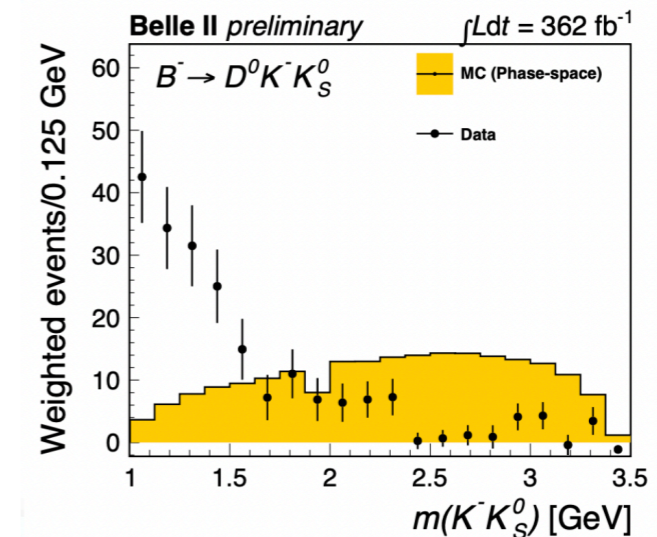 Belle II preliminary ∫Ldt = 362 fb⁻¹
B⁻→ D⁰K⁻K⁰S
MC (Phase-space)
Data
Weighted events/0.125 GeV
60
50
40
30
20
10
0
1 1.5 2 2.5 3 3.5
m(K⁻K⁰S) [GeV]